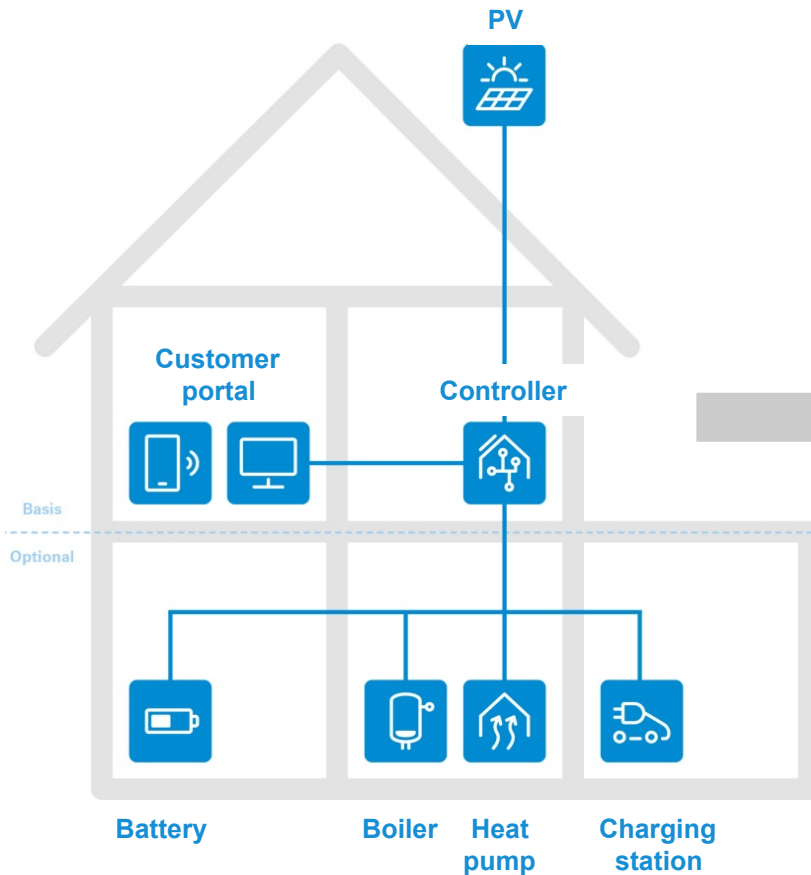 PV
Customer
portal
Controller
Basis
Optional
Battery
Boiler
Heat
pump
Charging
station